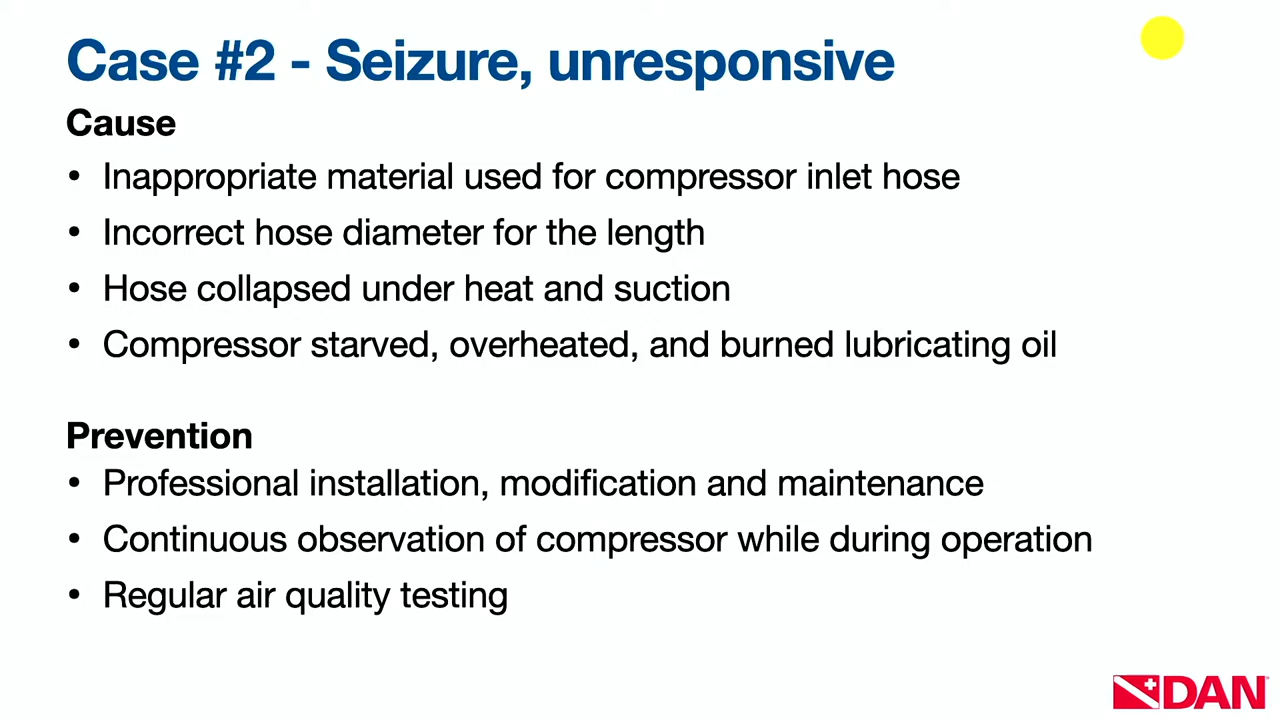 Case #2 - Seizure, unresponsive
Cause
• Inappropriate material used for compressor inlet hose
• Incorrect hose diameter for the length
• Hose collapsed under heat and suction
• Compressor starved, overheated, and burned lubricating oil
Prevention
• Professional installation, modification and maintenance
• Continuous observation of compressor while during operation
• Regular air quality testing
DAN